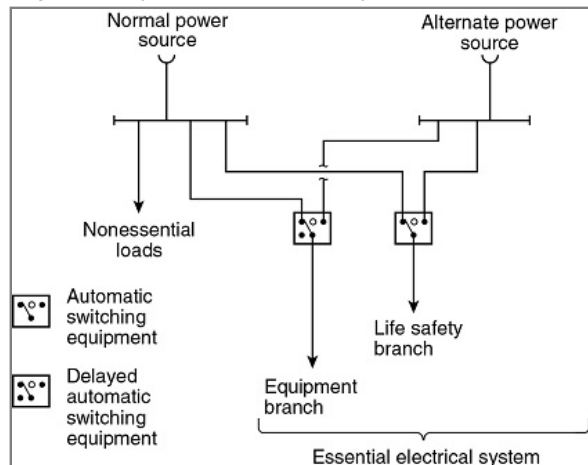 Normal power
source
Alternate power
source
Nonessential
loads
Automatic
switching
equipment
Delayed
automatic
switching
equipment
Life safety
branch
Equipment
branch
Essential electrical system